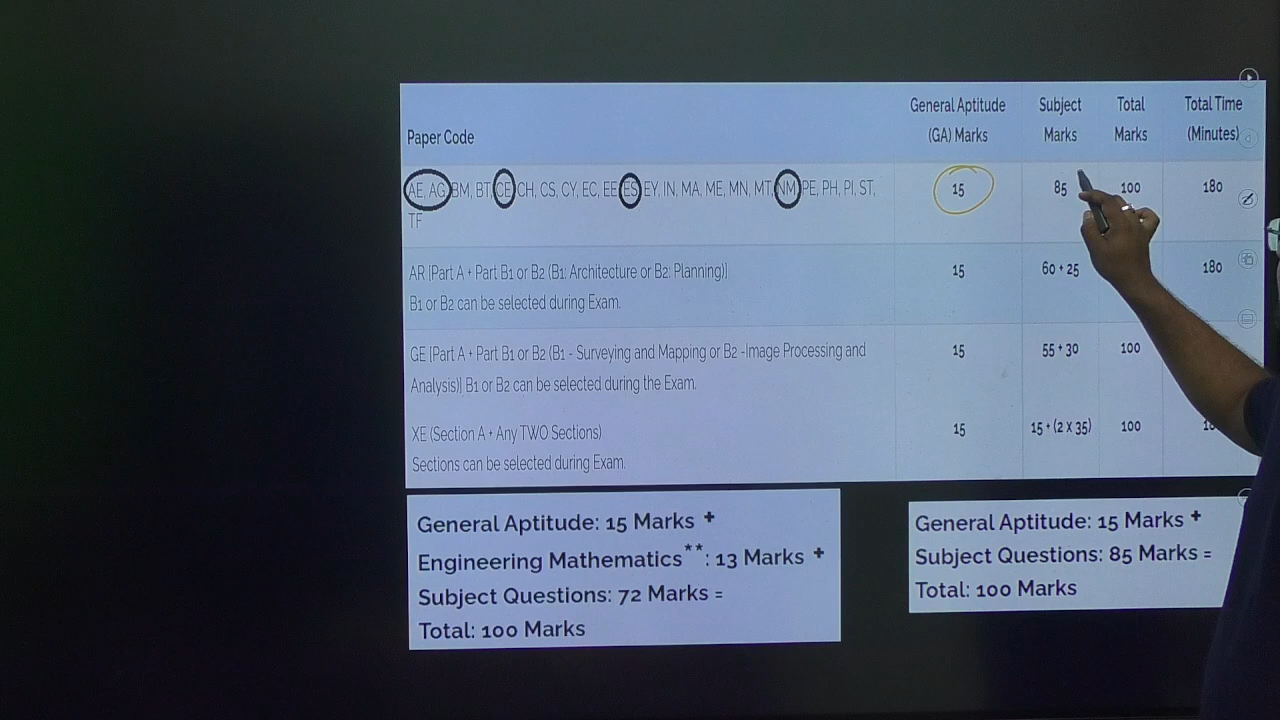 Paper Code
General Aptitude
(GA) Marks
Subject
Marks
Total
Marks
Total Time
(Minutes)
AE, AG, BM, BT, CE, CH, CS, CY, EC, EE, ES, EY, IN, MA, ME, MN, MT, NM, PE, PH, PI, ST,
TF
15
85
100
180
AR [Part A + Part B1 or B2 (B1: Architecture or B2: Planning)]
B1 or B2 can be selected during Exam.
15
60 + 25
180
GE [Part A + Part B1 or B2 (B1 - Surveying and Mapping or B2 -Image Processing and
Analysis)] B1 or B2 can be selected during the Exam.
15
55 + 30
100
XE (Section A + Any TWO Sections)
Sections can be selected during Exam.
15
15 + (2 X 35)
100
General Aptitude: 15 Marks +
Engineering Mathematics**: 13 Marks +
Subject Questions: 72 Marks =
Total: 100 Marks
General Aptitude: 15 Marks +
Subject Questions: 85 Marks =
Total: 100 Marks